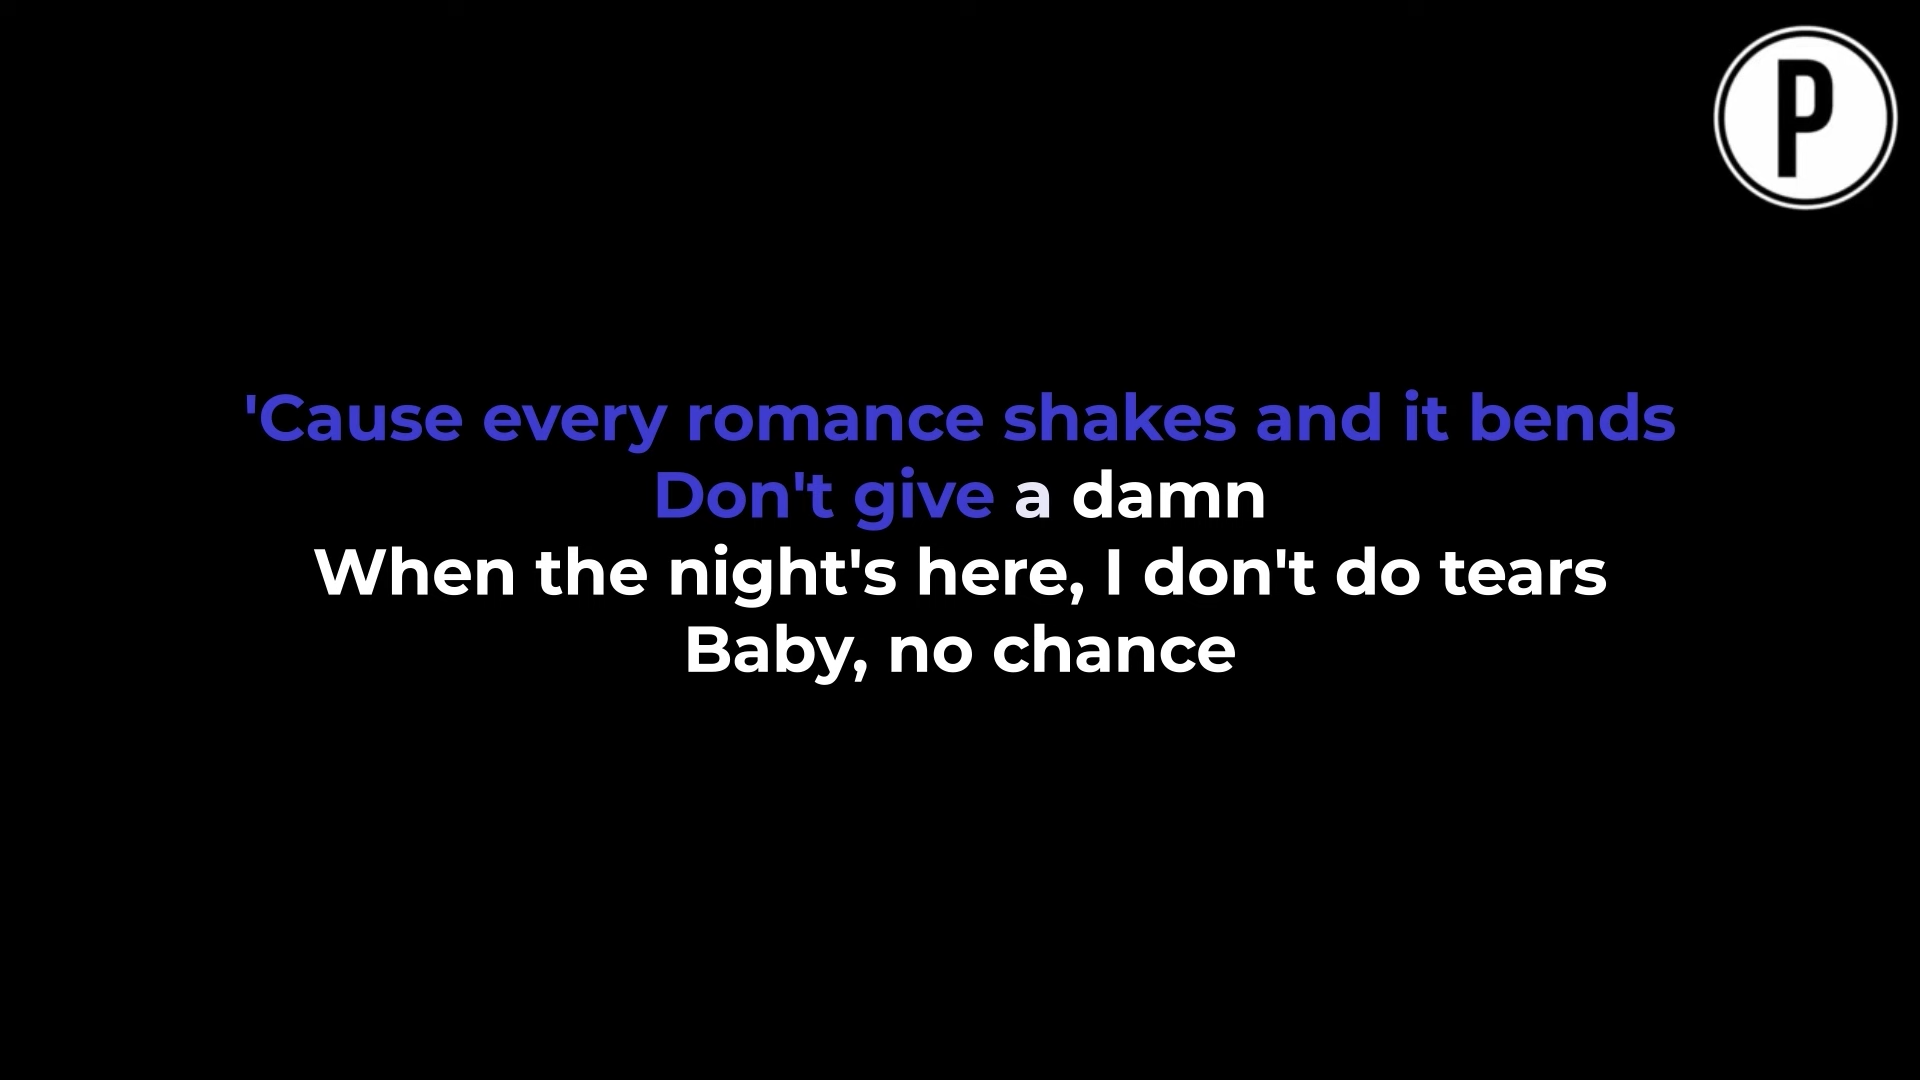 P
'Cause every romance shakes and it bends
Don't give a damn
When the night's here, I don't do tears
Baby, no chance